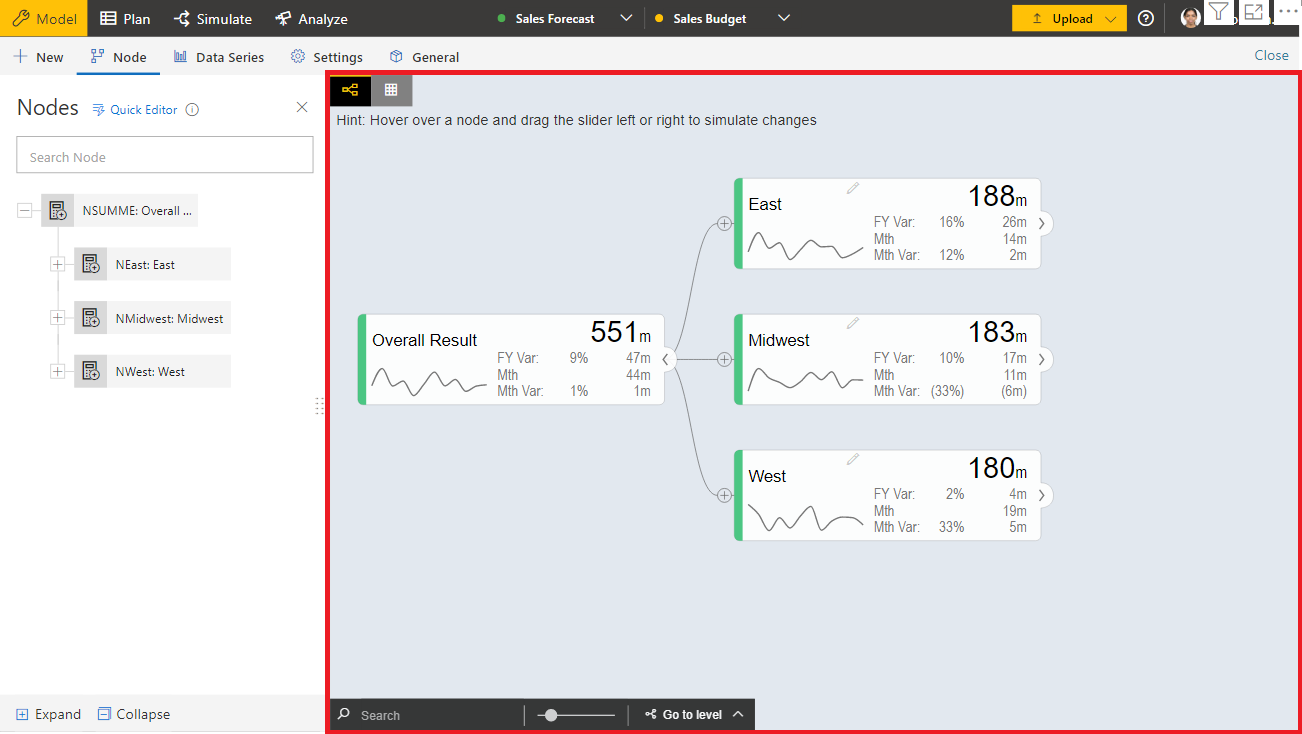 Model Plan Simulate Analyze Sales Forecast Sales Budget Upload
New Node Data Series Settings General Close
Nodes Quick Editor
Search Node
NSUMME: Overall ...
NEast: East
NMidwest: Midwest
NWest: West
Expand Collapse
Hint: Hover over a node and drag the slider left or right to simulate changes
Overall Result 551m
FY Var: 9% 47m
Mth 44m
Mth Var: 1% 1m
East 188m
FY Var: 16% 26m
Mth 14m
Mth Var: 12% 2m
Midwest 183m
FY Var: 10% 17m
Mth 11m
Mth Var: (33%) (6m)
West 180m
FY Var: 2% 4m
Mth 19m
Mth Var: 33% 5m
Search Go to level